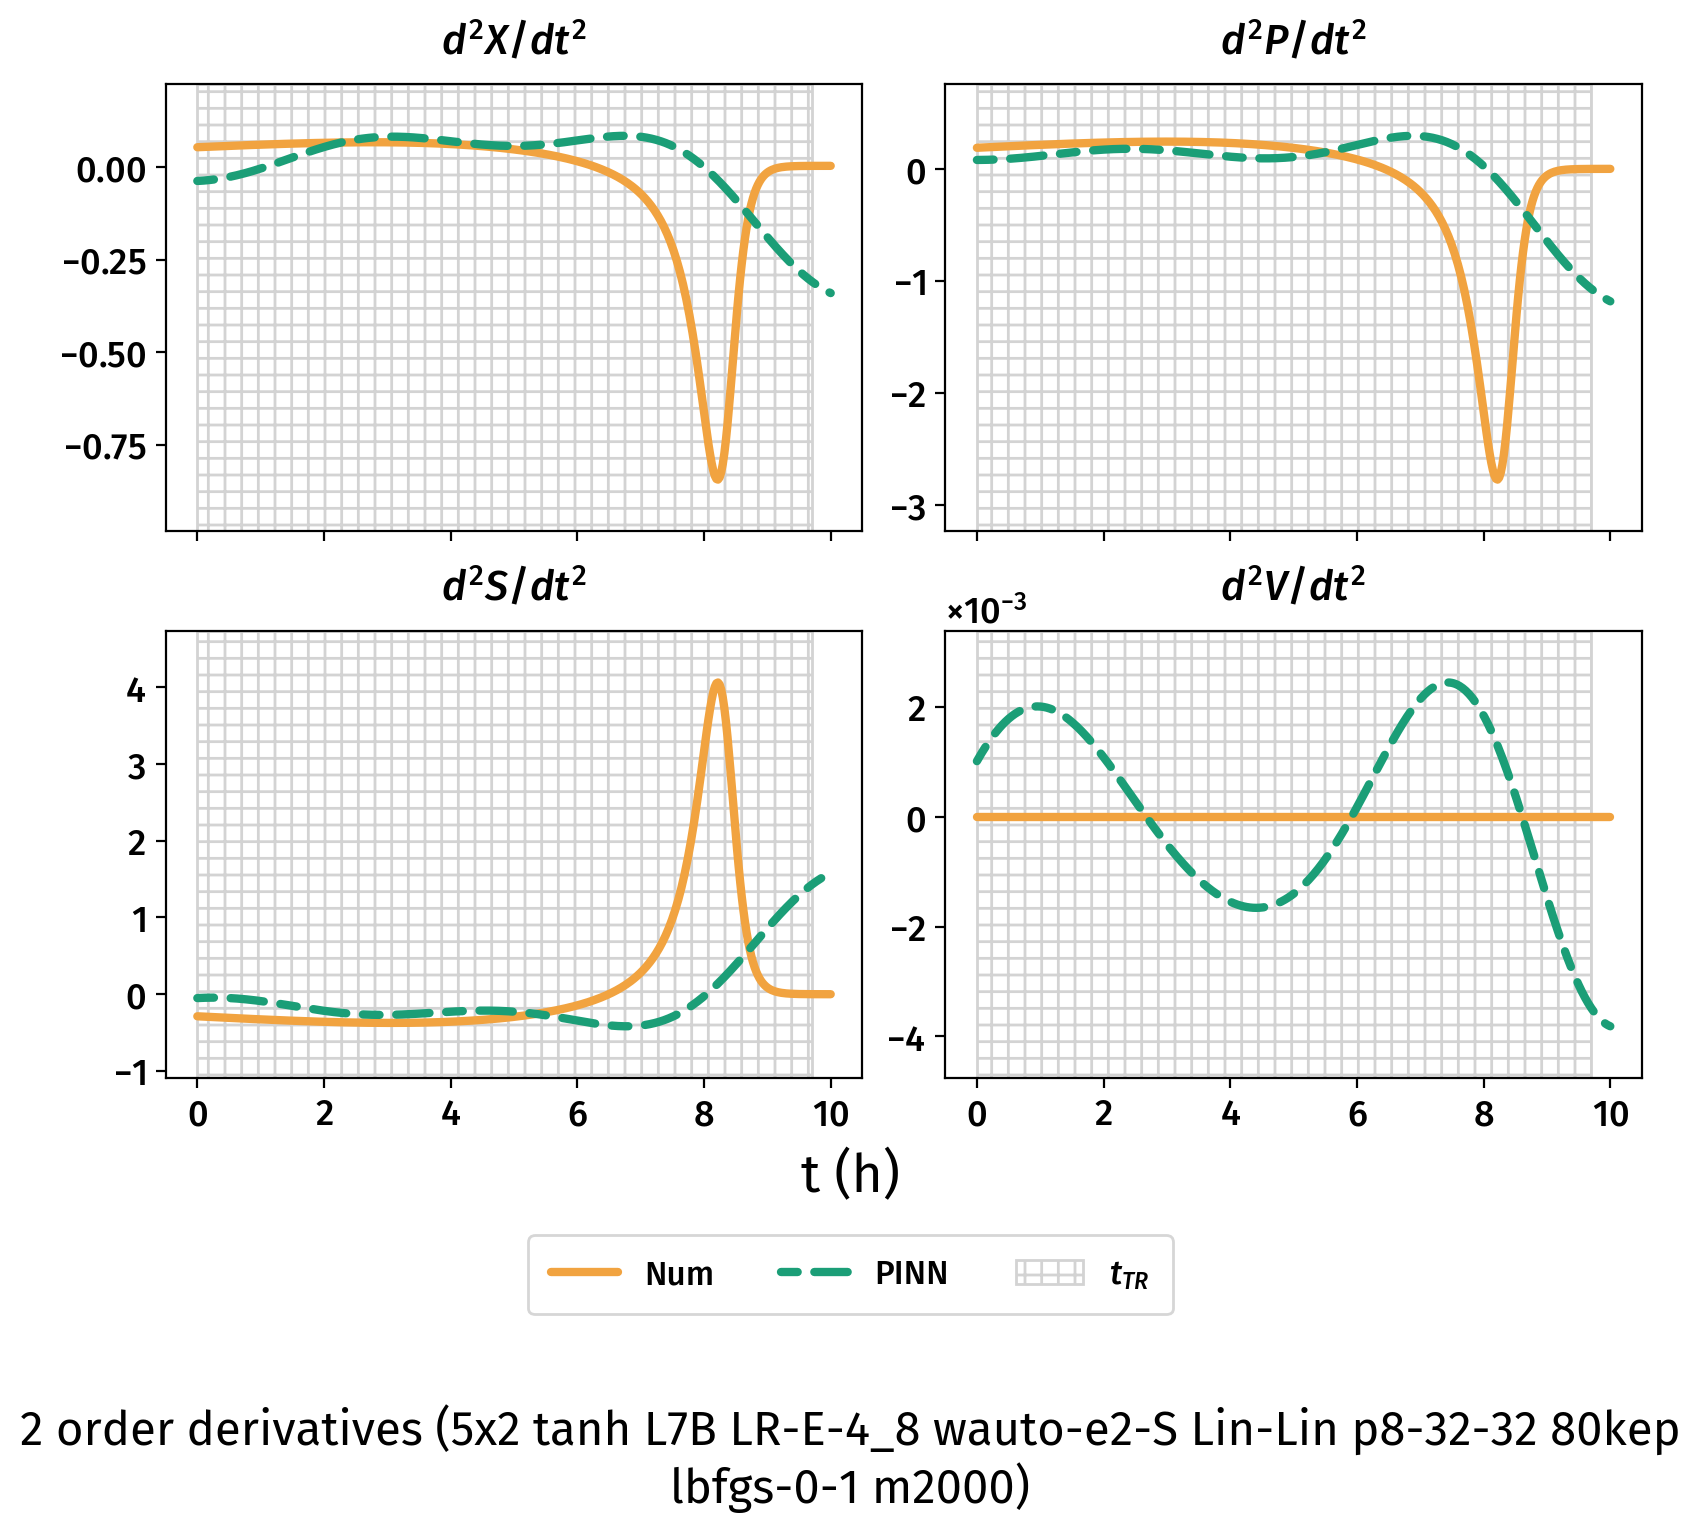 d²X/dt²
d²P/dt²
0.00
−0.25
−0.50
−0.75
0
−1
−2
−3
d²S/dt²
d²V/dt²
×10⁻³
4
3
2
1
0
−1
2
0
−2
−4
0 2 4 6 8 10
0 2 4 6 8 10
t (h)
Num PINN t_TR
2 order derivatives (5x2 tanh L7B LR-E-4_8 wauto-e2-S Lin-Lin p8-32-32 80kep
lbfgs-0-1 m2000)